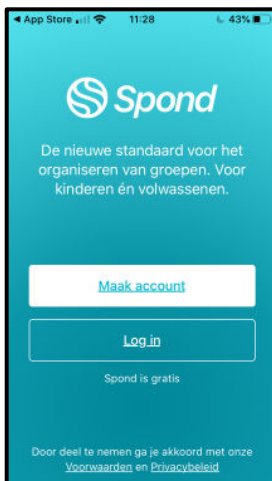 App Store 11:28 43%
Spond
De nieuwe standaard voor het
organiseren van groepen. Voor
kinderen én volwassenen.
Maak account
Log in
Spond is gratis
Door deel te nemen ga je akkoord met onze
Voorwaarden en Privacybeleid